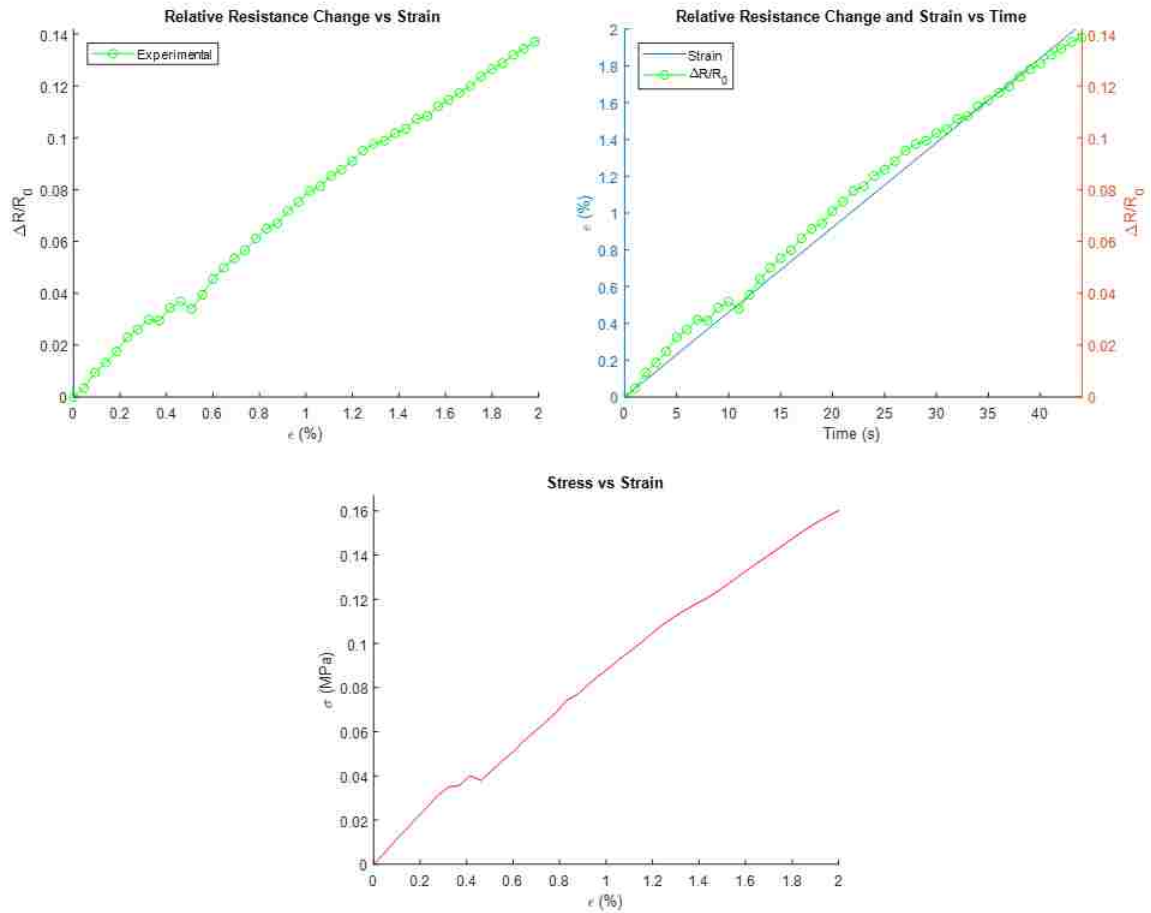 Relative Resistance Change vs Strain
Experimental
0.14
0.12
0.1
0.08
0.06
0.04
0.02
0
ΔR/R0
0 0.2 0.4 0.6 0.8 1 1.2 1.4 1.6 1.8 2
ϵ (%)
Relative Resistance Change and Strain vs Time
Strain
ΔR/R0
2
1.8
1.6
1.4
1.2
1
0.8
0.6
0.4
0.2
0
ϵ (%)
0.14
0.12
0.1
0.08
0.06
0.04
0.02
0
ΔR/R0
0 5 10 15 20 25 30 35 40
Time (s)
Stress vs Strain
0.16
0.14
0.12
0.1
0.08
0.06
0.04
0.02
0
σ (MPa)
0 0.2 0.4 0.6 0.8 1 1.2 1.4 1.6 1.8 2
ϵ (%)